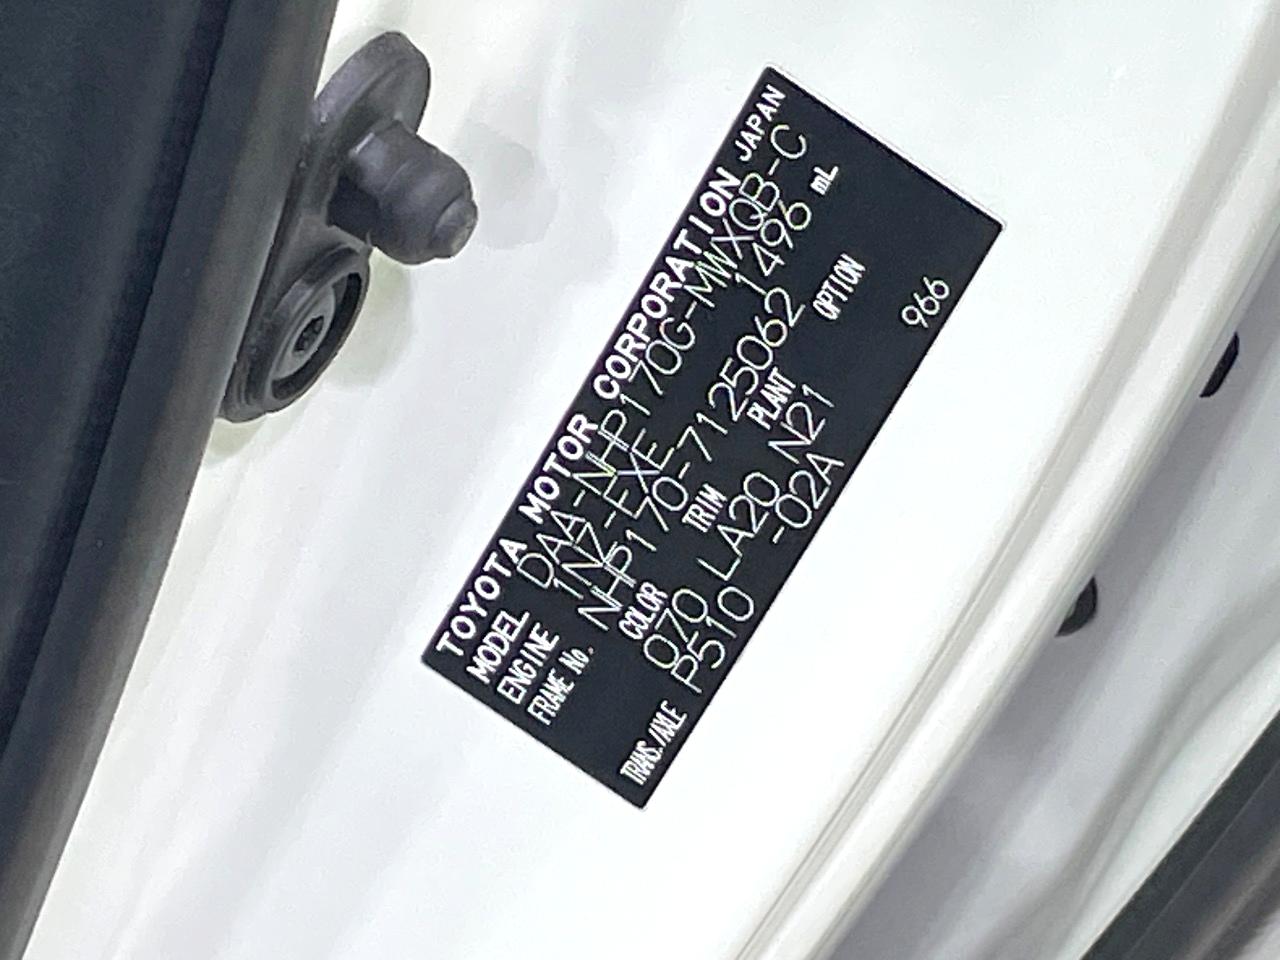 TOYOTA MOTOR CORPORATION JAPAN
MODEL DAA-NHP170G-MWXQB-C
ENGINE 1NZ-FXE 1496 mL
FRAME No. NHP170-7125062
COLOR TRIM PLANT OPTION
070 LA20 N21
TRANS./AXLE P510 -02A 966